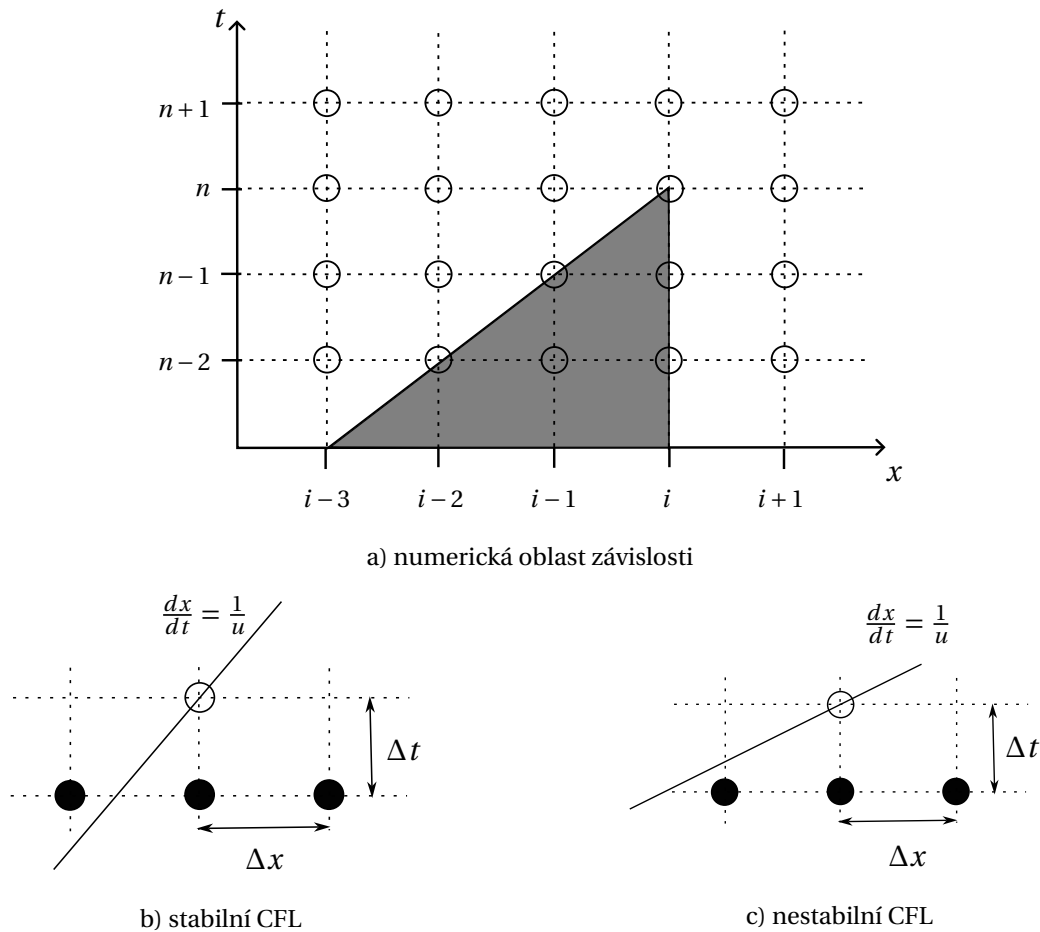 t
n+1
n
n−1
n−2
x
i−3 i−2 i−1 i i+1
a) numerická oblast závislosti
dx/dt = 1/u
Δt
Δx
b) stabilní CFL
dx/dt = 1/u
Δt
Δx
c) nestabilní CFL